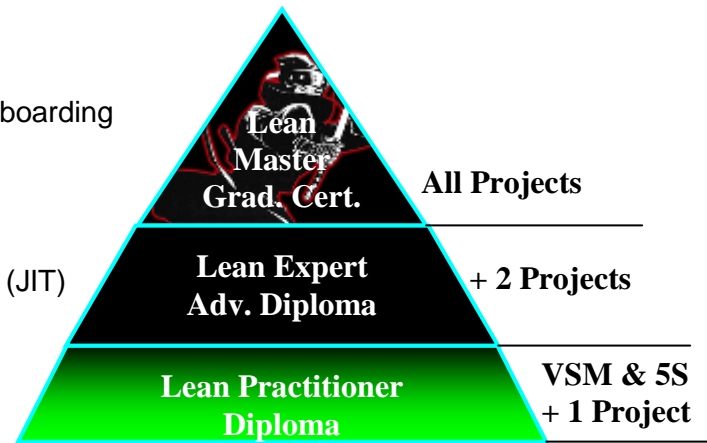 boarding
Lean
Master
Grad. Cert.
All Projects
(JIT)
Lean Expert
Adv. Diploma
+ 2 Projects
Lean Practitioner
Diploma
VSM & 5S
+ 1 Project